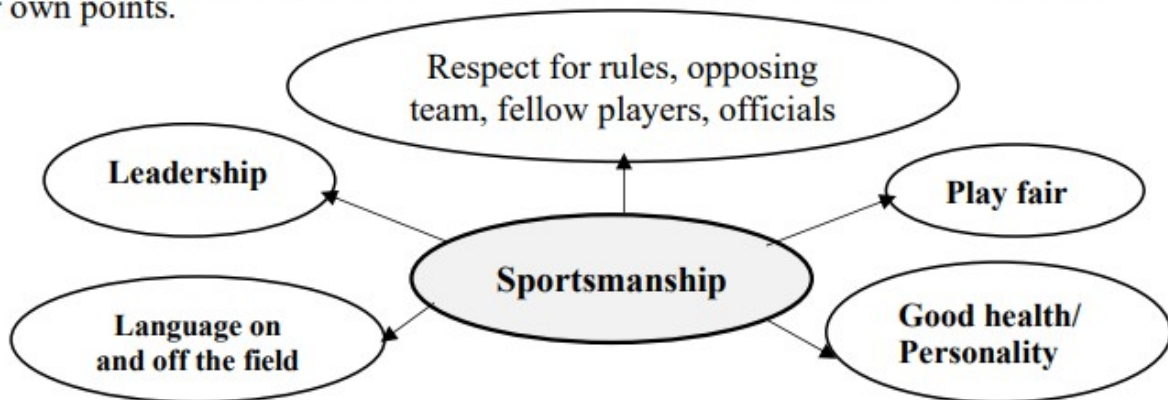 own points.
Respect for rules, opposing
team, fellow players, officials
Leadership
Play fair
Sportsmanship
Language on
and off the field
Good health/
Personality